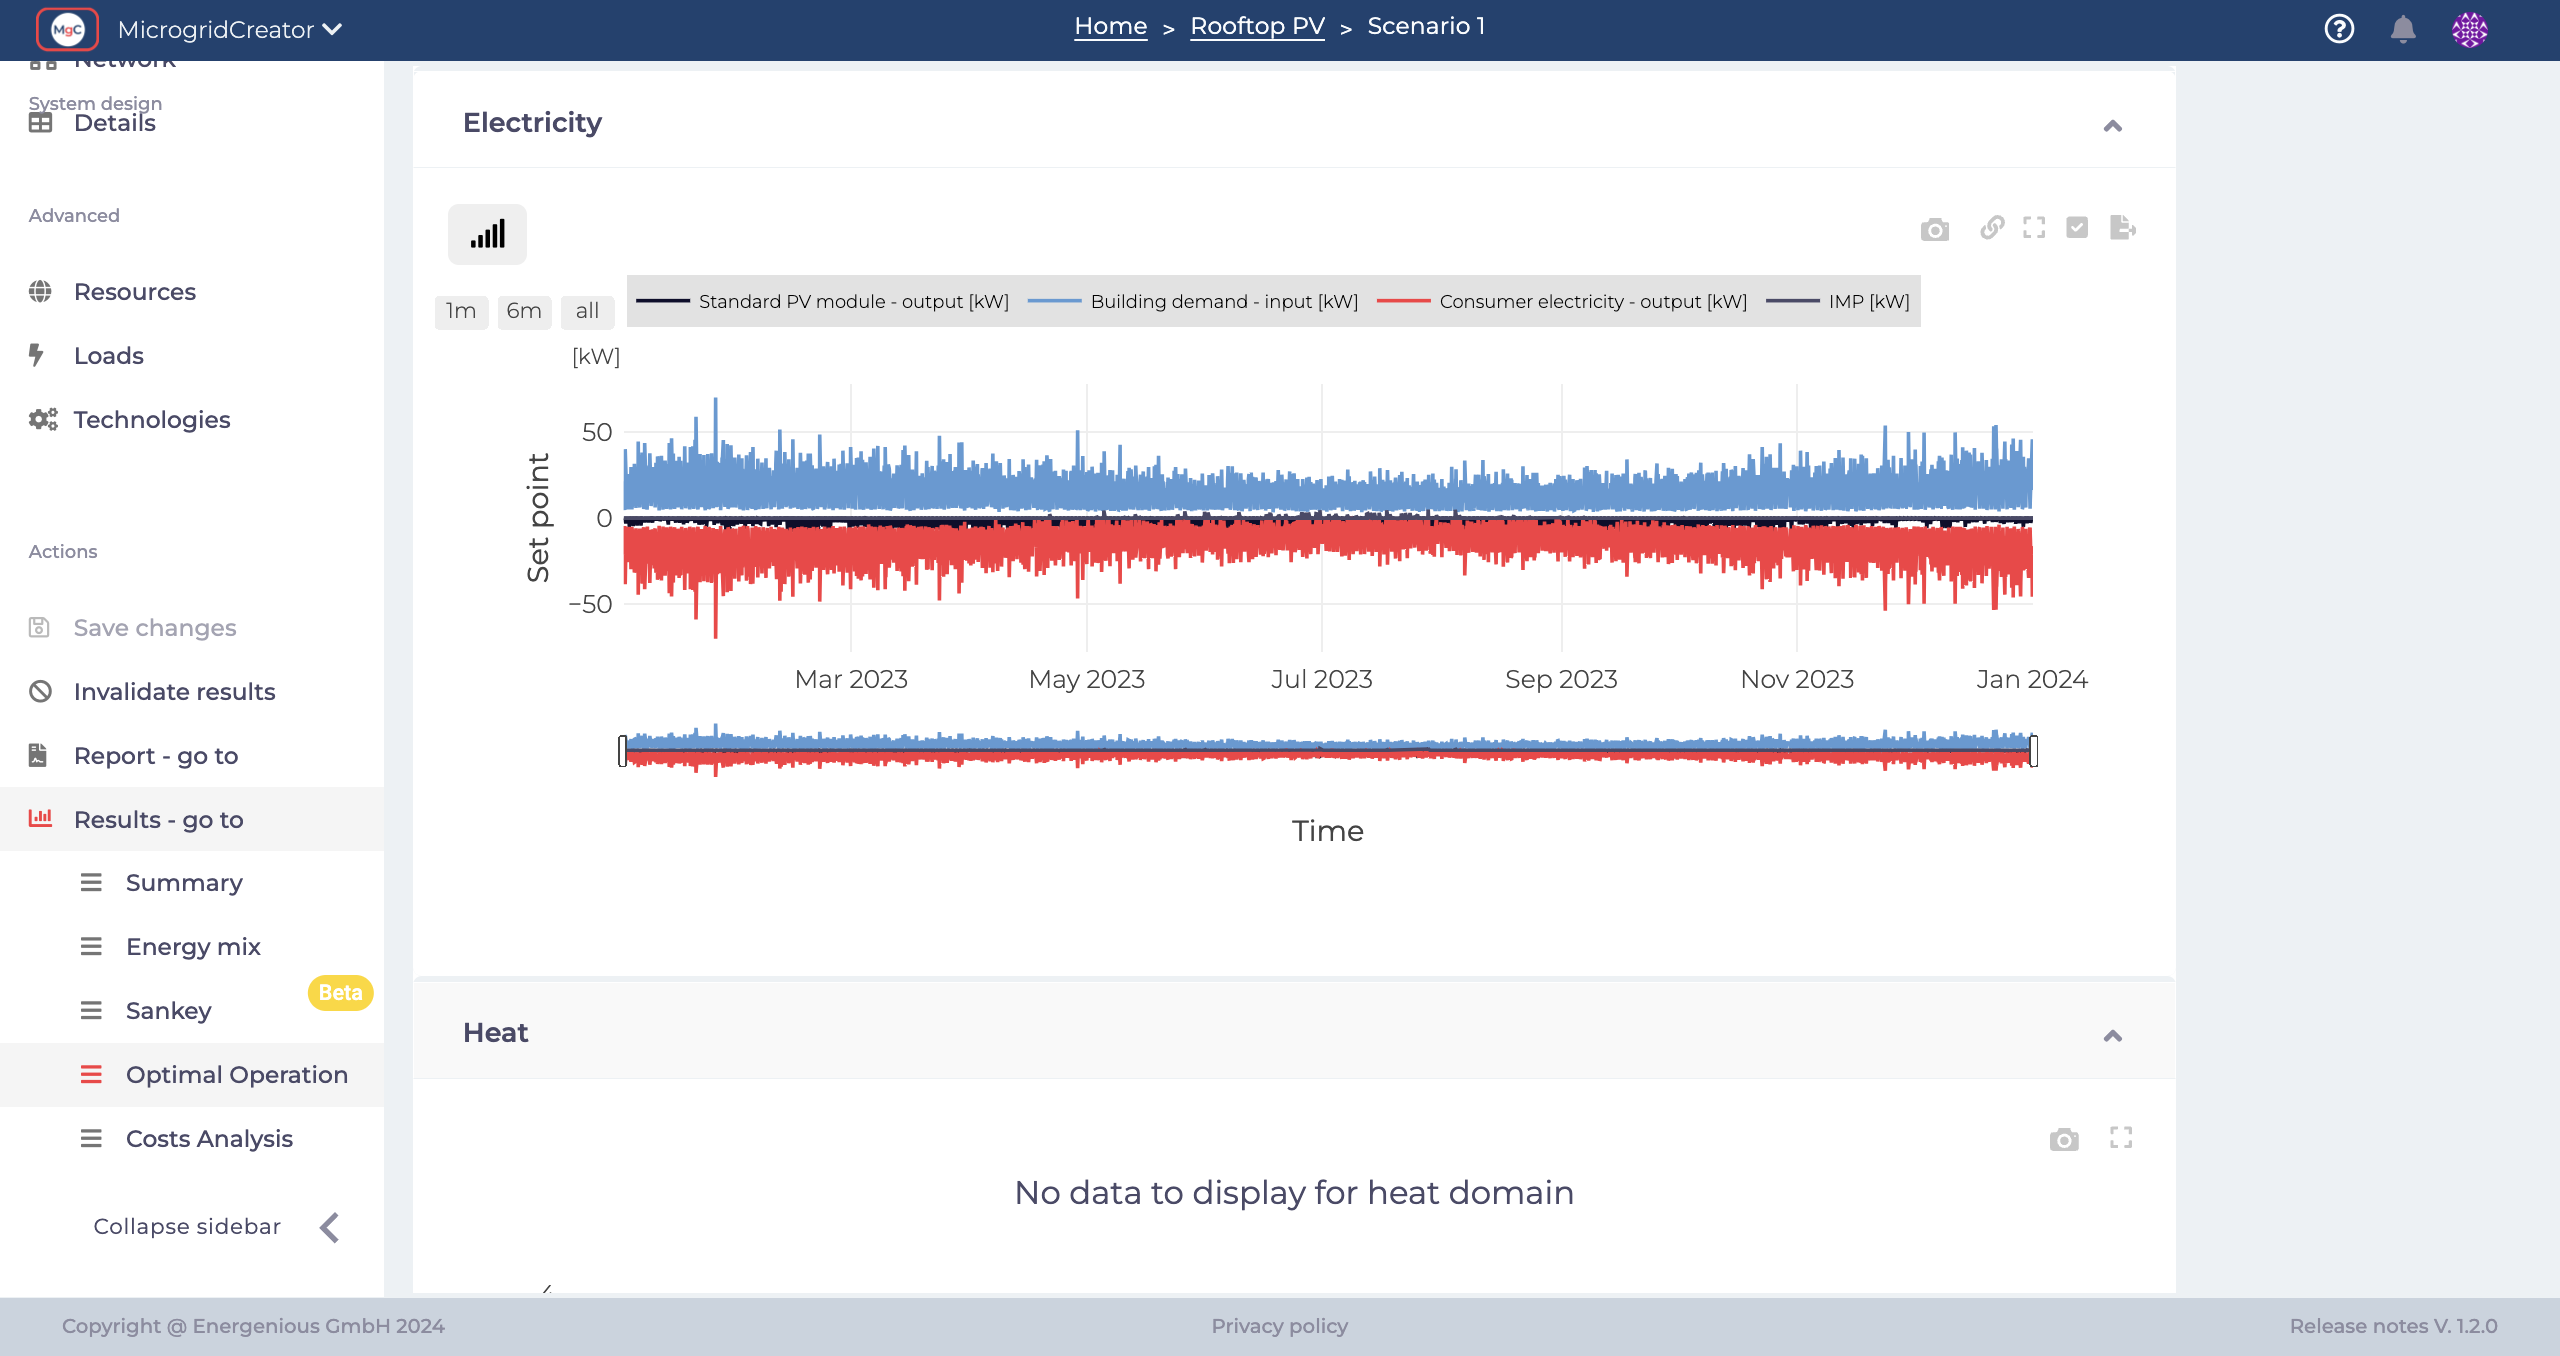 MgC
MicrogridCreator
Home > Rooftop PV > Scenario 1
Network
System design
Details
Advanced
Resources
Loads
Technologies
Actions
Save changes
Invalidate results
Report - go to
Results - go to
Summary
Energy mix
Beta
Sankey
Optimal Operation
Costs Analysis
Collapse sidebar
Electricity
1m 6m all
Standard PV module - output [kW] Building demand - input [kW] Consumer electricity - output [kW] IMP [kW]
[kW]
Set point
50
0
−50
Mar 2023 May 2023 Jul 2023 Sep 2023 Nov 2023 Jan 2024
Time
Heat
No data to display for heat domain
Copyright @ Energenious GmbH 2024
Privacy policy
Release notes V. 1.2.0